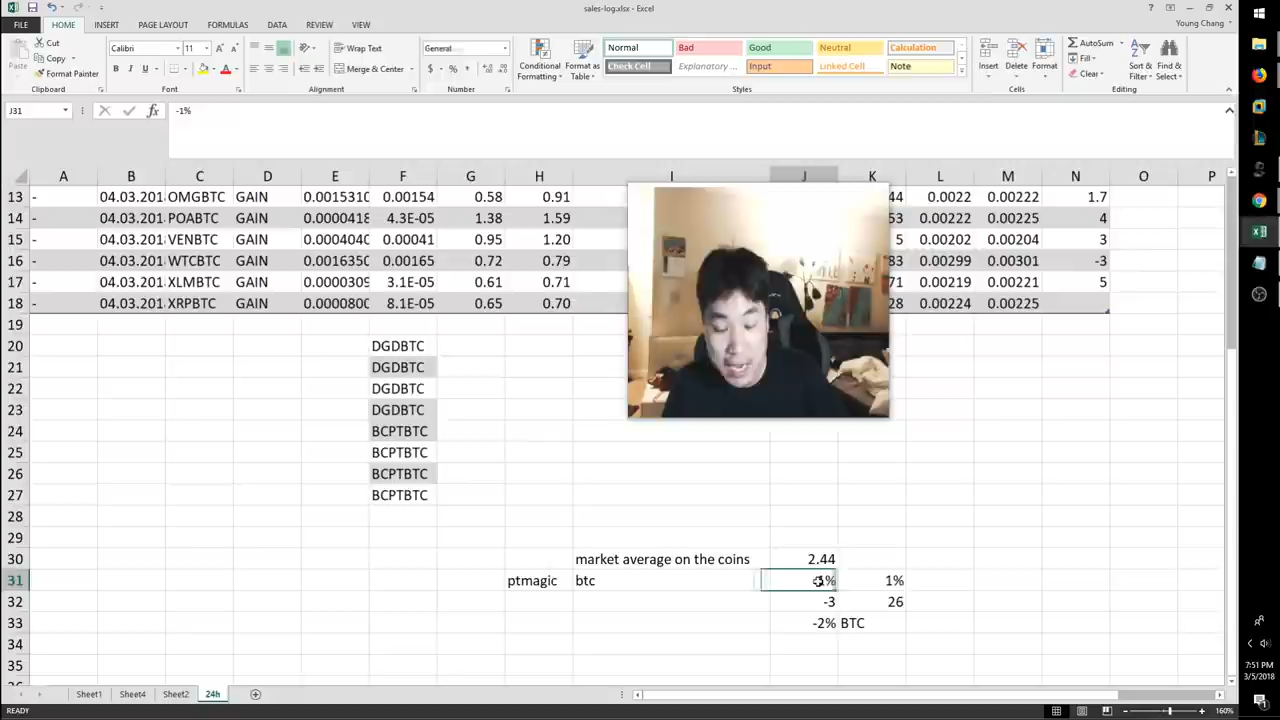 sales-log.xlsx - Excel
FILE HOME INSERT PAGE LAYOUT FORMULAS DATA REVIEW VIEW Young Chang
Cut
Copy
Format Painter
Paste
Clipboard
Calibri 11
Font
Wrap Text
Merge & Center
Alignment
General
Number
Conditional Formatting
Format as Table
Normal Bad Good Neutral Calculation
Check Cell Explanatory ... Input Linked Cell Note
Styles
Insert Delete Format
Cells
AutoSum
Fill
Clear
Sort & Filter
Find & Select
Editing
J31 fx -1%
A B C D E F G H I J K L M N O P
13 - 04.03.201 OMGBTC GAIN 0.0015310 0.00154 0.58 0.91 44 0.0022 0.00222 1.7
14 - 04.03.201 POABTC GAIN 0.0000418 4.3E-05 1.38 1.59 53 0.00222 0.00225 4
15 - 04.03.201 VENBTC GAIN 0.0000404 0.00041 0.95 1.20 5 0.00202 0.00204 3
16 - 04.03.201 WTCBTC GAIN 0.0016350 0.00165 0.72 0.79 83 0.00299 0.00301 -3
17 - 04.03.201 XLMBTC GAIN 0.0000309 3.1E-05 0.61 0.71 71 0.00219 0.00221 5
18 - 04.03.201 XRPBTC GAIN 0.0000800 8.1E-05 0.65 0.70 28 0.00224 0.00225
19
20 DGDBTC
21 DGDBTC
22 DGDBTC
23 DGDBTC
24 BCPTBTC
25 BCPTBTC
26 BCPTBTC
27 BCPTBTC
28
29
30 market average on the coins 2.44
31 ptmagic btc -1% 1%
32 -3 26
33 -2% BTC
34
35
Sheet1 Sheet4 Sheet2 24h
READY 160%
7:51 PM
3/5/2018